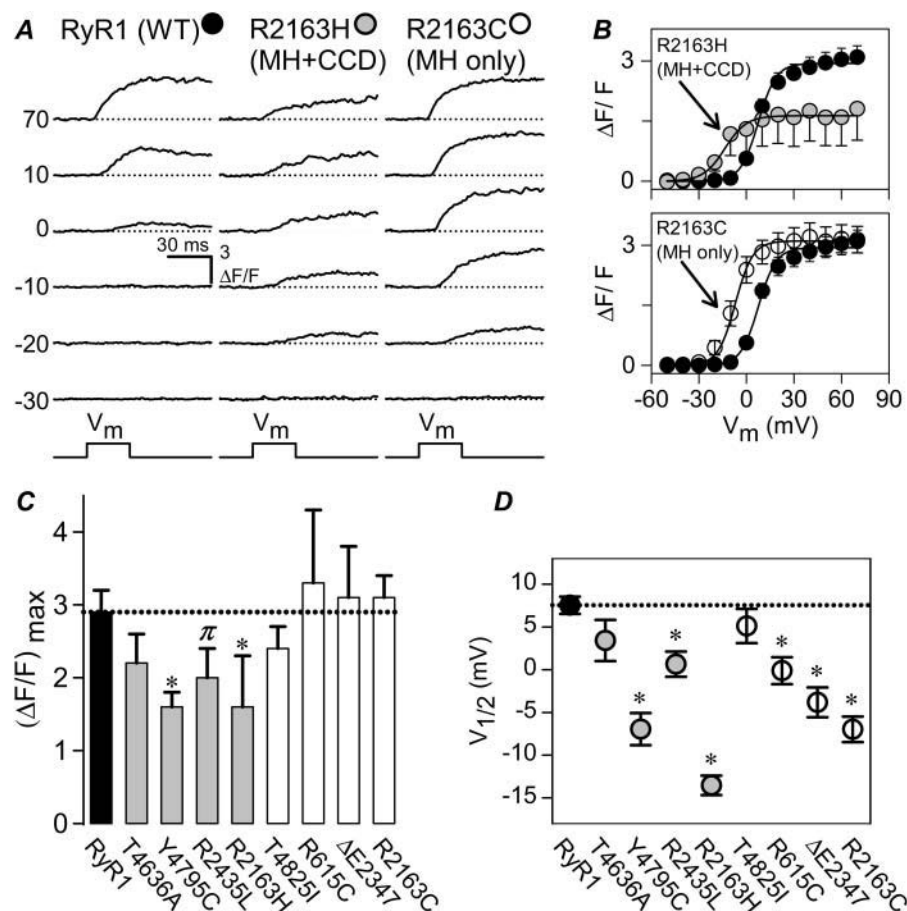 A
RyR1 (WT)
R2163H
(MH+CCD)
R2163C
(MH only)
70
10
0
-10
-20
-30
30 ms
3
ΔF/F
Vm
Vm
Vm
B
R2163H
(MH+CCD)
ΔF/ F
3
0
R2163C
(MH only)
ΔF/ F
3
0
-60 -30 0 30 60 90
Vm (mV)
C
(ΔF/F) max
4
3
2
1
0
* π *
RyR1
T4636A
Y4795C
R2435L
R2163H
T4825I
R615C
ΔE2347
R2163C
D
V1/2 (mV)
10
5
0
-5
-10
-15
* * * * * *
RyR1
T4636A
Y4795C
R2435L
R2163H
T4825I
R615C
ΔE2347
R2163C